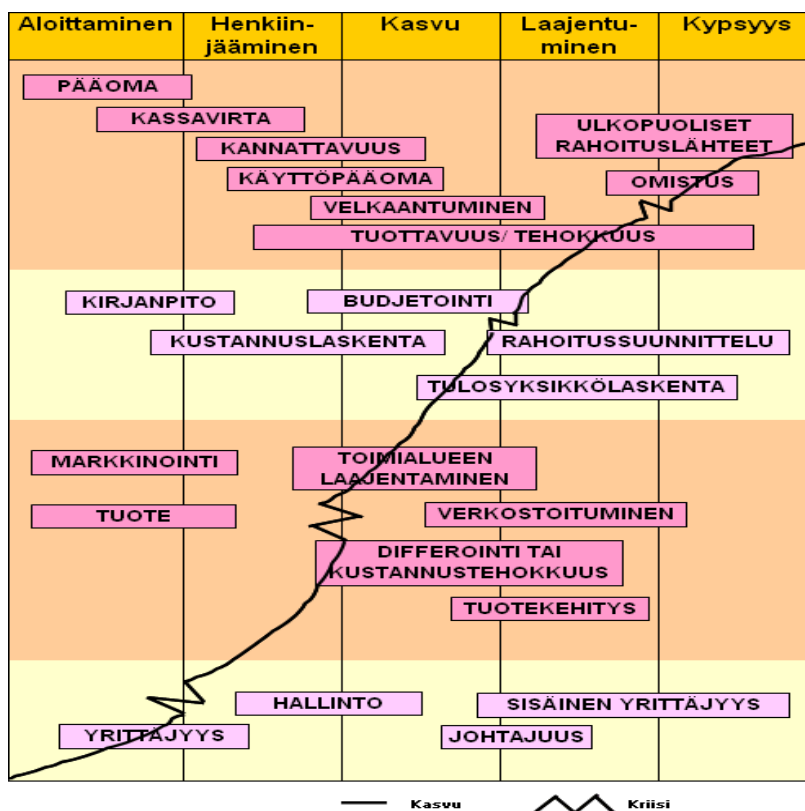 Aloittaminen
Henkiin-
jääminen
Kasvu
Laajentu-
minen
Kypsyys
PÄÄOMA
KASSAVIRTA
KANNATTAVUUS
KÄYTTÖPÄÄOMA
VELKAANTUMINEN
TUOTTAVUUS/ TEHOKKUUS
ULKOPUOLISET
RAHOITUSLÄHTEET
OMISTUS
KIRJANPITO
BUDJETOINTI
KUSTANNUSLASKENTA
RAHOITUSSUUNNITTELU
TULOSYKSIKKÖLASKENTA
MARKKINOINTI
TOIMIALUEEN
LAAJENTAMINEN
TUOTE
VERKOSTOITUMINEN
DIFFEROINTI TAI
KUSTANNUSTEHOKKUUS
TUOTEKEHITYS
HALLINTO
SISÄINEN YRITTÄJYYS
YRITTÄJYYS
JOHTAJUUS
Kasvu
Kriisi